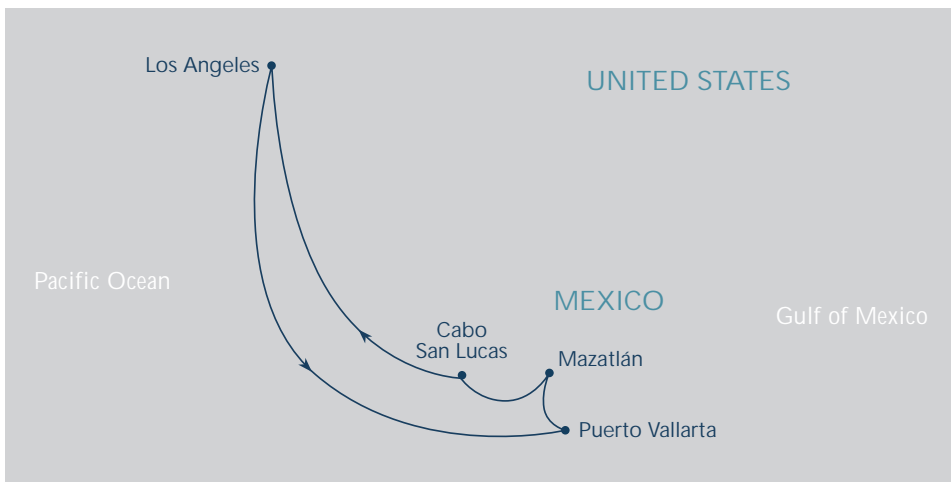 Los Angeles
UNITED STATES
Pacific Ocean
MEXICO
Gulf of Mexico
Cabo
San Lucas
Mazatlán
Puerto Vallarta